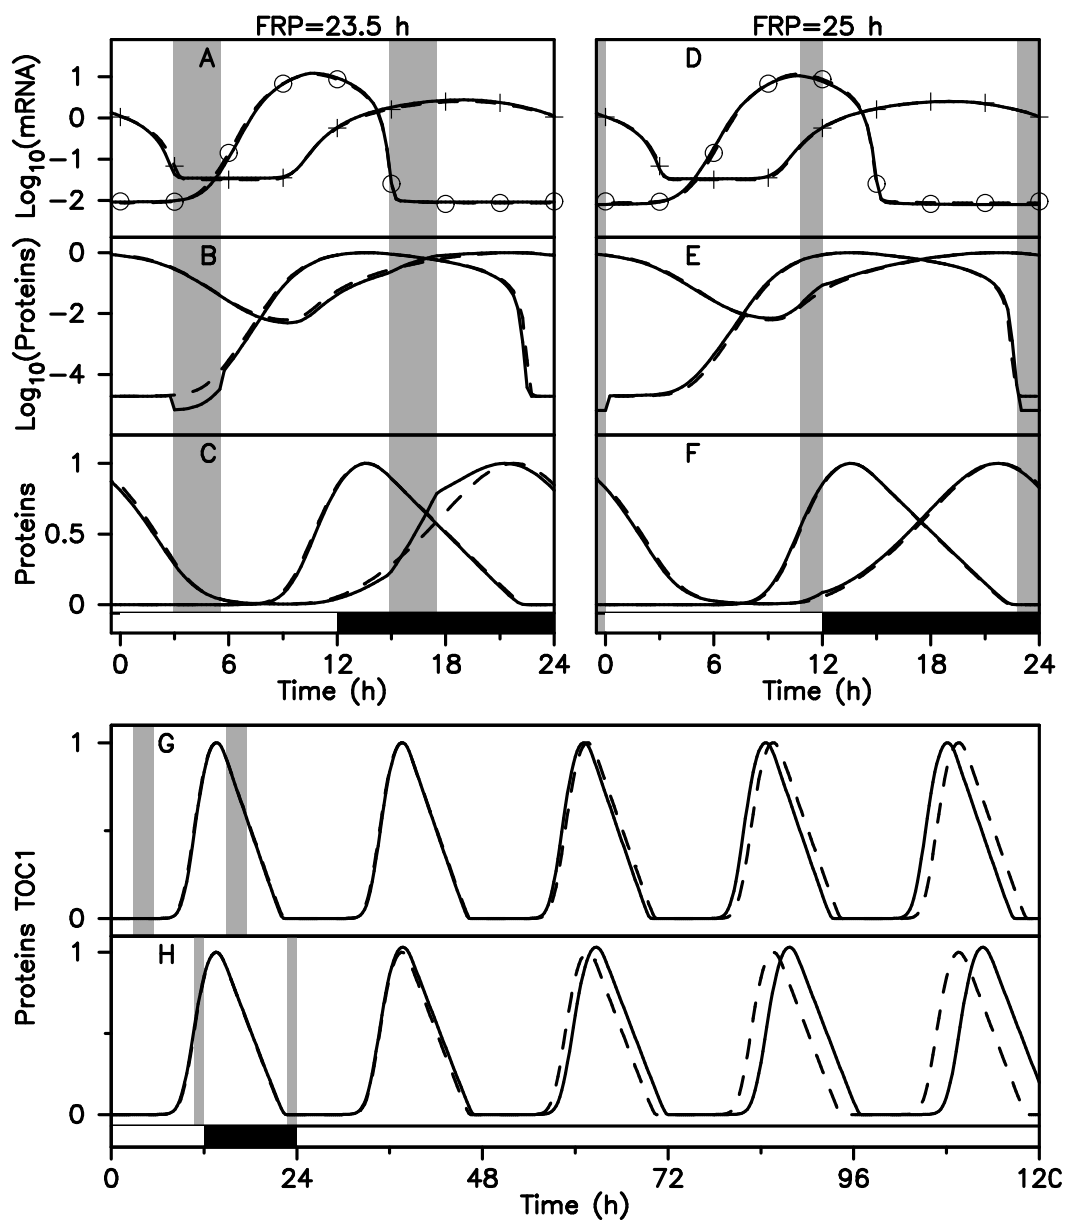 FRP=23.5 h
FRP=25 h
A
D
1
0
−1
−2
Log10(mRNA)
B
E
0
−2
−4
Log10(Proteins)
C
F
1
0.5
0
Proteins
0 6 12 18 24
0 6 12 18 24
Time (h)
Time (h)
G
1
0
H
1
0
Proteins TOC1
0 24 48 72 96 12C
Time (h)